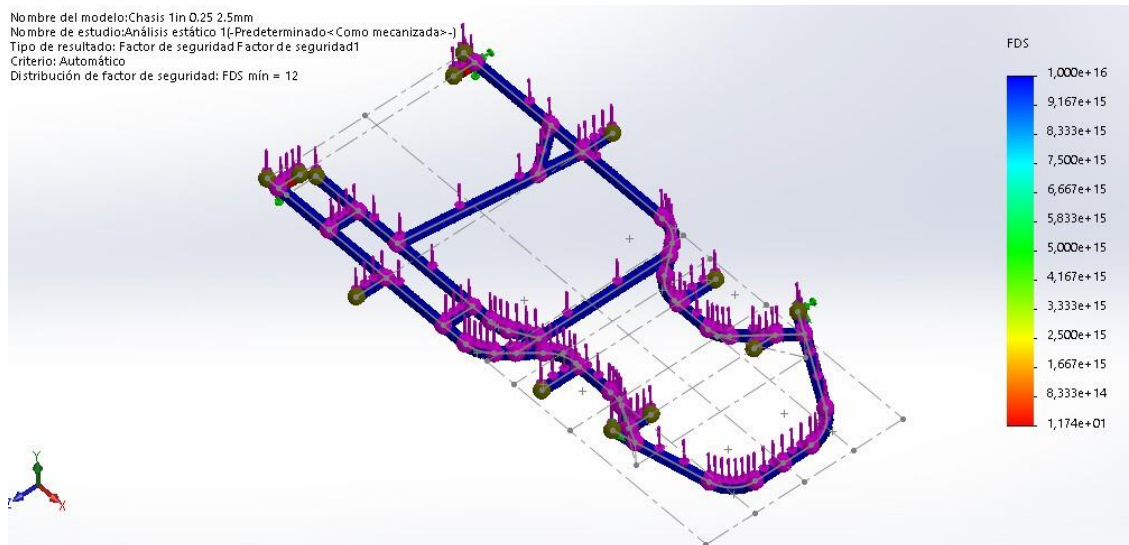 Nombre del modelo:Chasis 1in 0.25 2.5mm
Nombre de estudio:Análisis estático 1(-Predeterminado<Como mecanizada>-)
Tipo de resultado: Factor de seguridad Factor de seguridad1
Criterio: Automático
Distribución de factor de seguridad: FDS mín = 12
FDS
1,000e+16
9,167e+15
8,333e+15
7,500e+15
6,667e+15
5,833e+15
5,000e+15
4,167e+15
3,333e+15
2,500e+15
1,667e+15
8,333e+14
1,174e+01
Y
Z
X